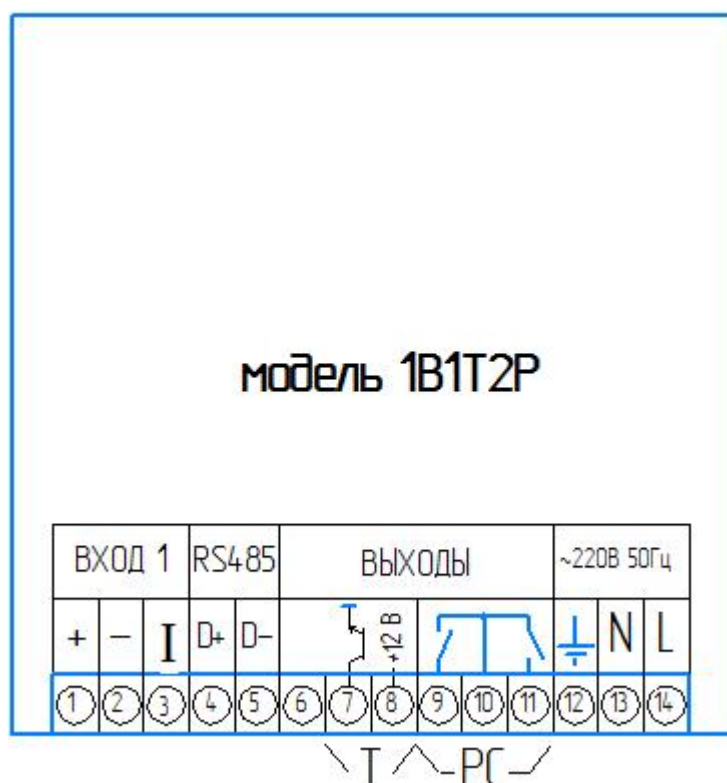 модель 1В1Т2Р
ВХОД 1 RS485 ВЫХОДЫ ~220В 50Гц
+ − I D+ D- +12 В N L
1 2 3 4 5 6 7 8 9 10 11 12 13 14
Т РС